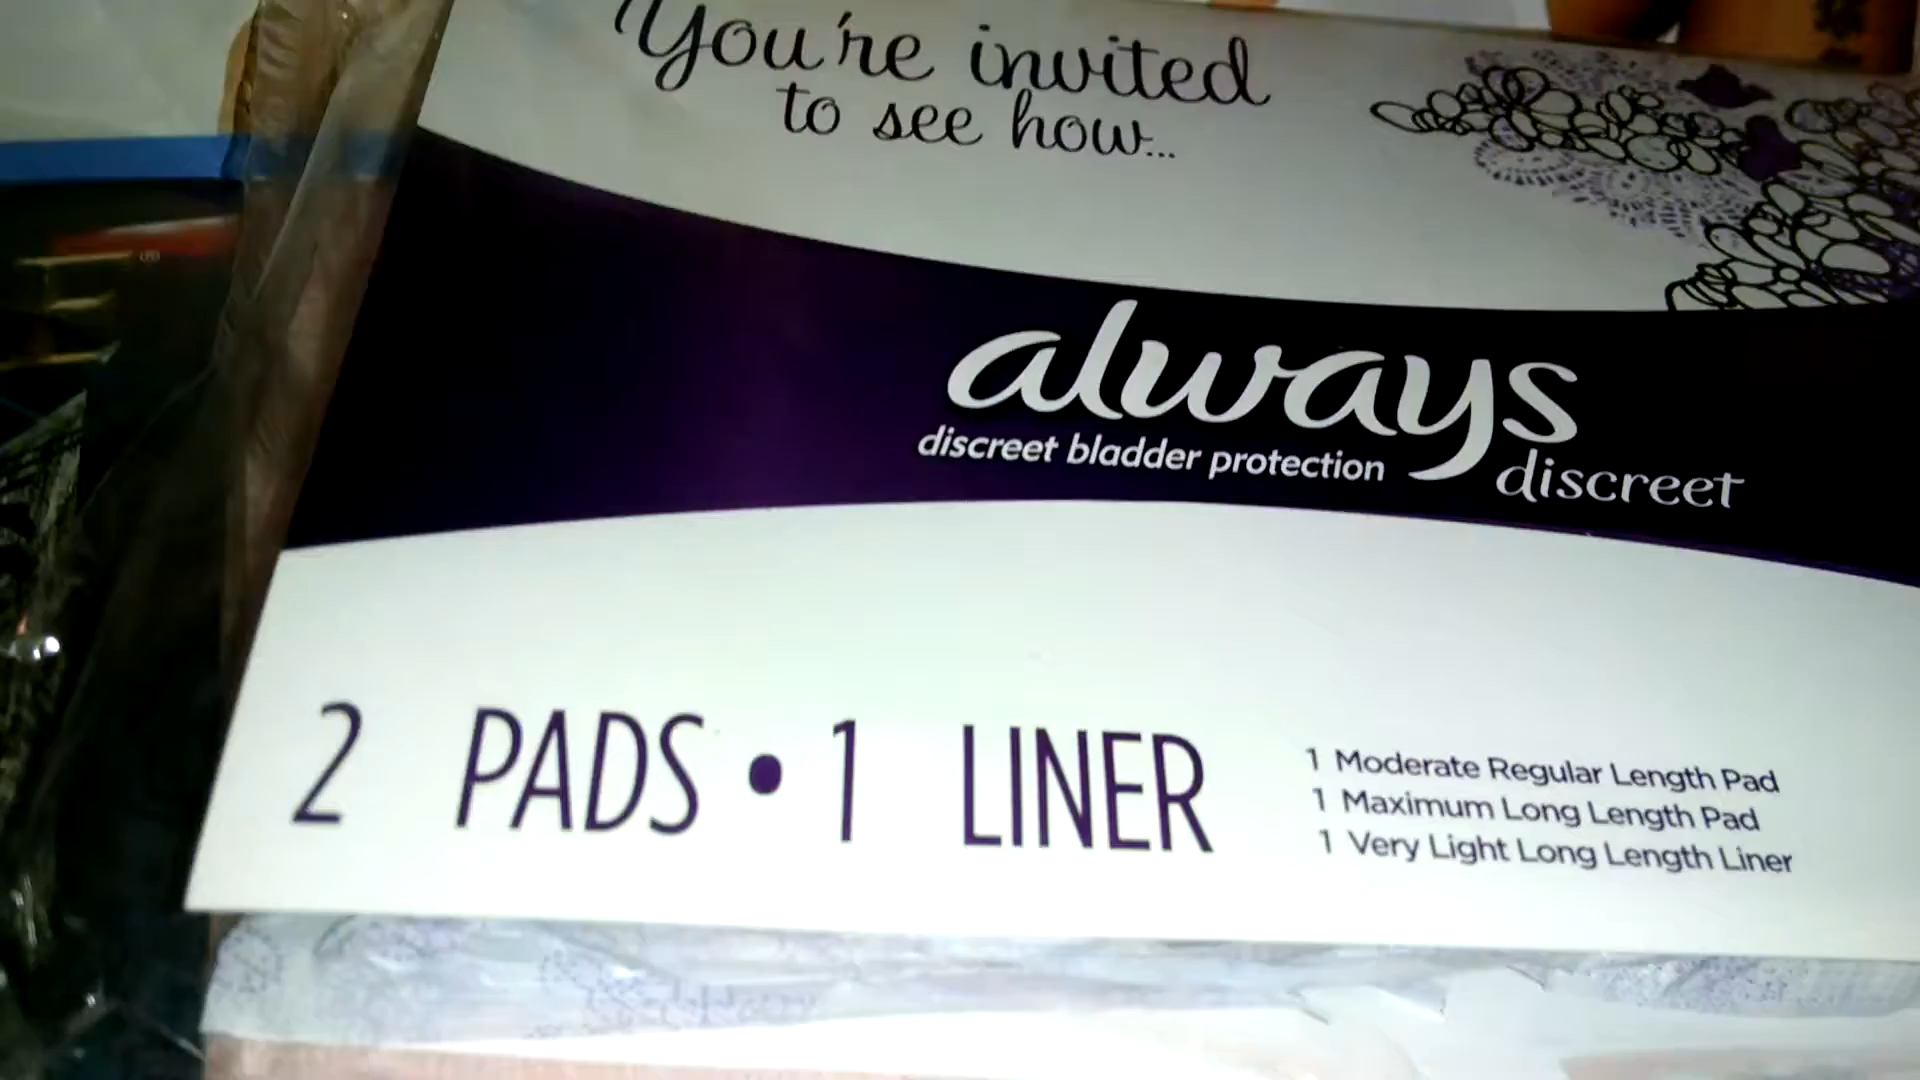 You're invited
to see how...
always
discreet bladder protection
discreet
2 PADS • 1 LINER
1 Moderate Regular Length Pad
1 Maximum Long Length Pad
1 Very Light Long Length Liner